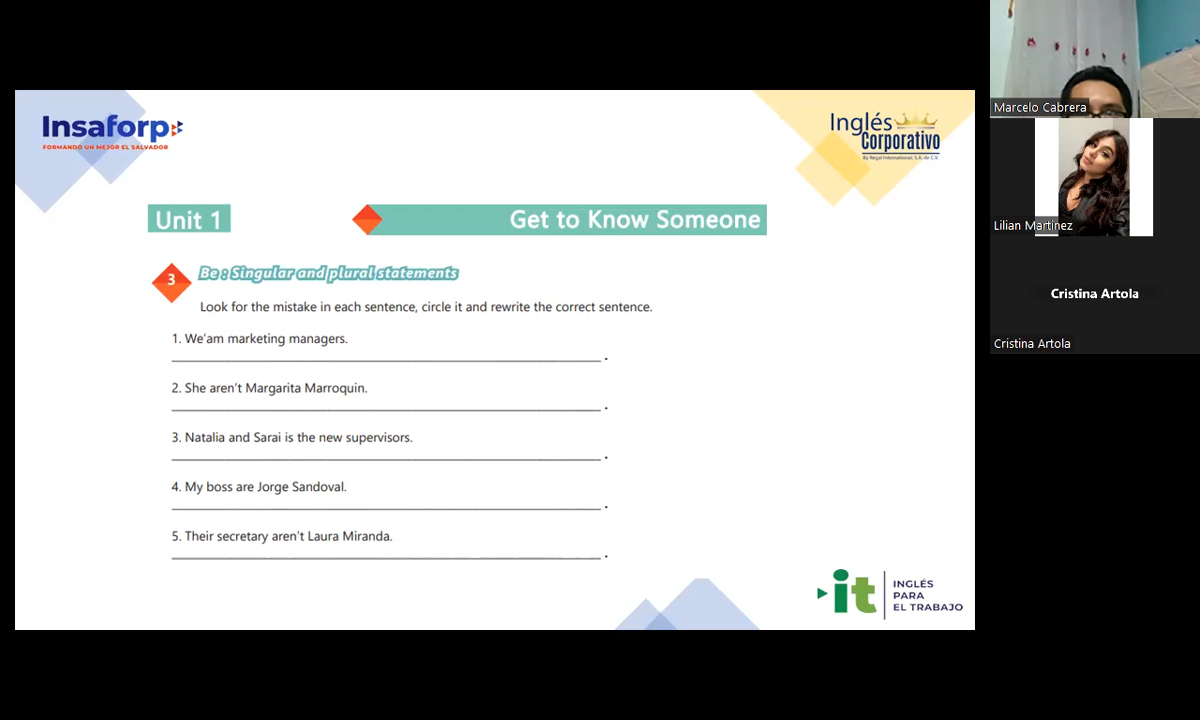 Insaforp
FORMANDO UN MEJOR EL SALVADOR
Inglés
Corporativo
By Regal International, S.A. de C.V.
Unit 1
Get to Know Someone
3
Be : Singular and plural statements
Look for the mistake in each sentence, circle it and rewrite the correct sentence.
1. We'am marketing managers.
.
2. She aren't Margarita Marroquin.
.
3. Natalia and Sarai is the new supervisors.
.
4. My boss are Jorge Sandoval.
.
5. Their secretary aren't Laura Miranda.
.
it
INGLÉS
PARA
EL TRABAJO
Marcelo Cabrera
Lilian Martinez
Cristina Artola
Cristina Artola